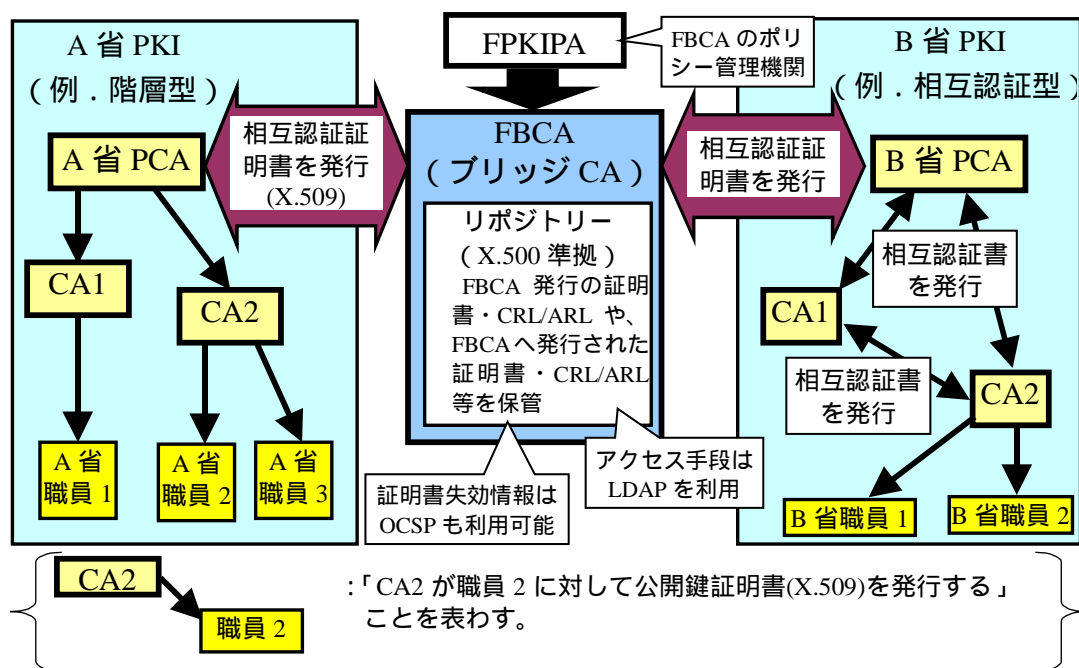 A 省 PKI
(例．階層型)
A 省 PCA
CA1
CA2
A 省
職員 1
A 省
職員 2
A 省
職員 3
相互認証証
明書を発行
(X.509)
FPKIPA
FBCA のポリ
シー管理機関
FBCA
(ブリッジ CA)
リポジトリー
(X.500 準拠)
FBCA 発行の証明
書・CRL/ARL や、
FBCAへ発行された
証明書・CRL/ARL
等を保管
証明書失効情報は
OCSP も利用可能
アクセス手段は
LDAP を利用
相互認証証
明書を発行
B 省 PKI
(例．相互認証型)
B 省 PCA
相互認証書
を発行
CA1
相互認証書
を発行
CA2
B 省職員 1
B 省職員 2
CA2
職員 2
:「CA2 が職員 2 に対して公開鍵証明書(X.509)を発行する」
ことを表わす。